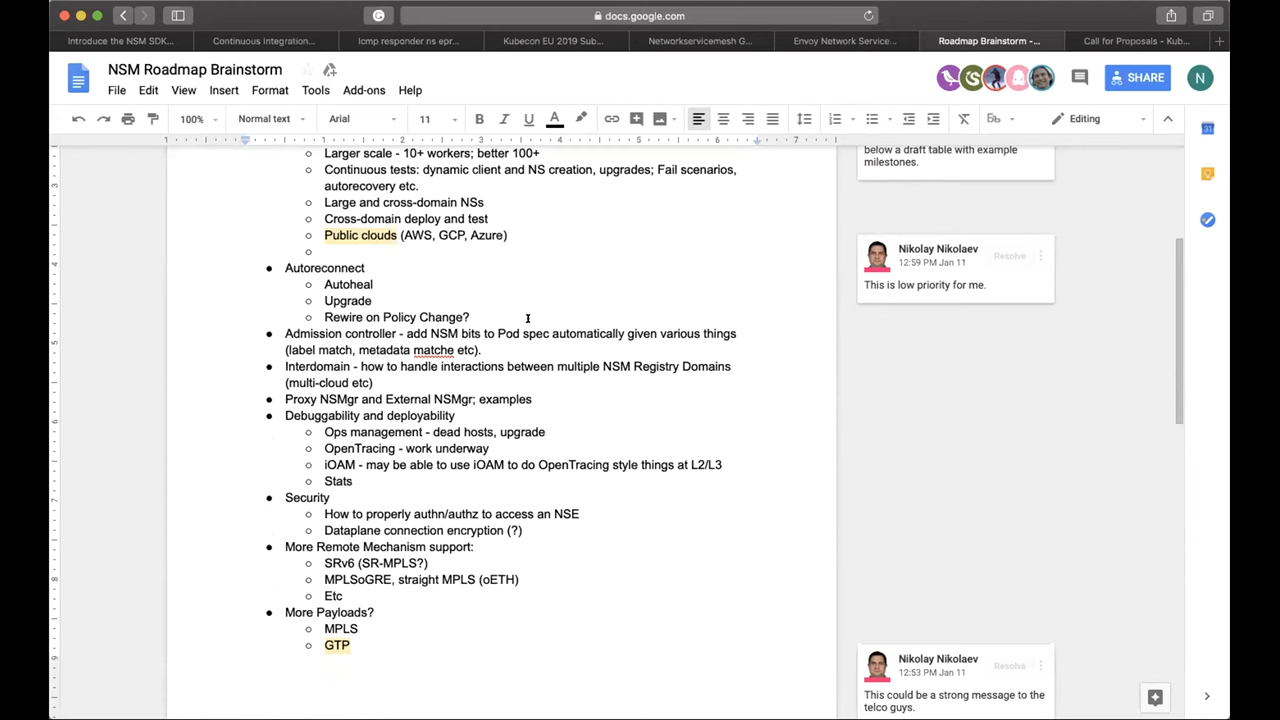 docs.google.com
Introduce the NSM SDK...
Continuous Integration...
Icmp responder ns epr...
Kubecon EU 2019 Sub...
Networkservicemesh G...
Envoy Network Service...
Roadmap Brainstorm -...
Call for Proposals - Kub...
NSM Roadmap Brainstorm
File Edit View Insert Format Tools Add-ons Help
SHARE
N
100% Normal text Arial 11 B I U A Editing
1 1 2 3 4 5 6 7
Larger scale - 10+ workers; better 100+
Continuous tests: dynamic client and NS creation, upgrades; Fail scenarios,
autorecovery etc.
Large and cross-domain NSs
Cross-domain deploy and test
Public clouds (AWS, GCP, Azure)
Autoreconnect
Autoheal
Upgrade
Rewire on Policy Change?
Admission controller - add NSM bits to Pod spec automatically given various things
(label match, metadata matche etc).
Interdomain - how to handle interactions between multiple NSM Registry Domains
(multi-cloud etc)
Proxy NSMgr and External NSMgr; examples
Debuggability and deployability
Ops management - dead hosts, upgrade
OpenTracing - work underway
iOAM - may be able to use iOAM to do OpenTracing style things at L2/L3
Stats
Security
How to properly authn/authz to access an NSE
Dataplane connection encryption (?)
More Remote Mechanism support:
SRv6 (SR-MPLS?)
MPLSoGRE, straight MPLS (oETH)
Etc
More Payloads?
MPLS
GTP
below a draft table with example
milestones.
Nikolay Nikolaev
12:59 PM Jan 11
Resolve
This is low priority for me.
Nikolay Nikolaev
12:53 PM Jan 11
Resolve
This could be a strong message to the
telco guys.